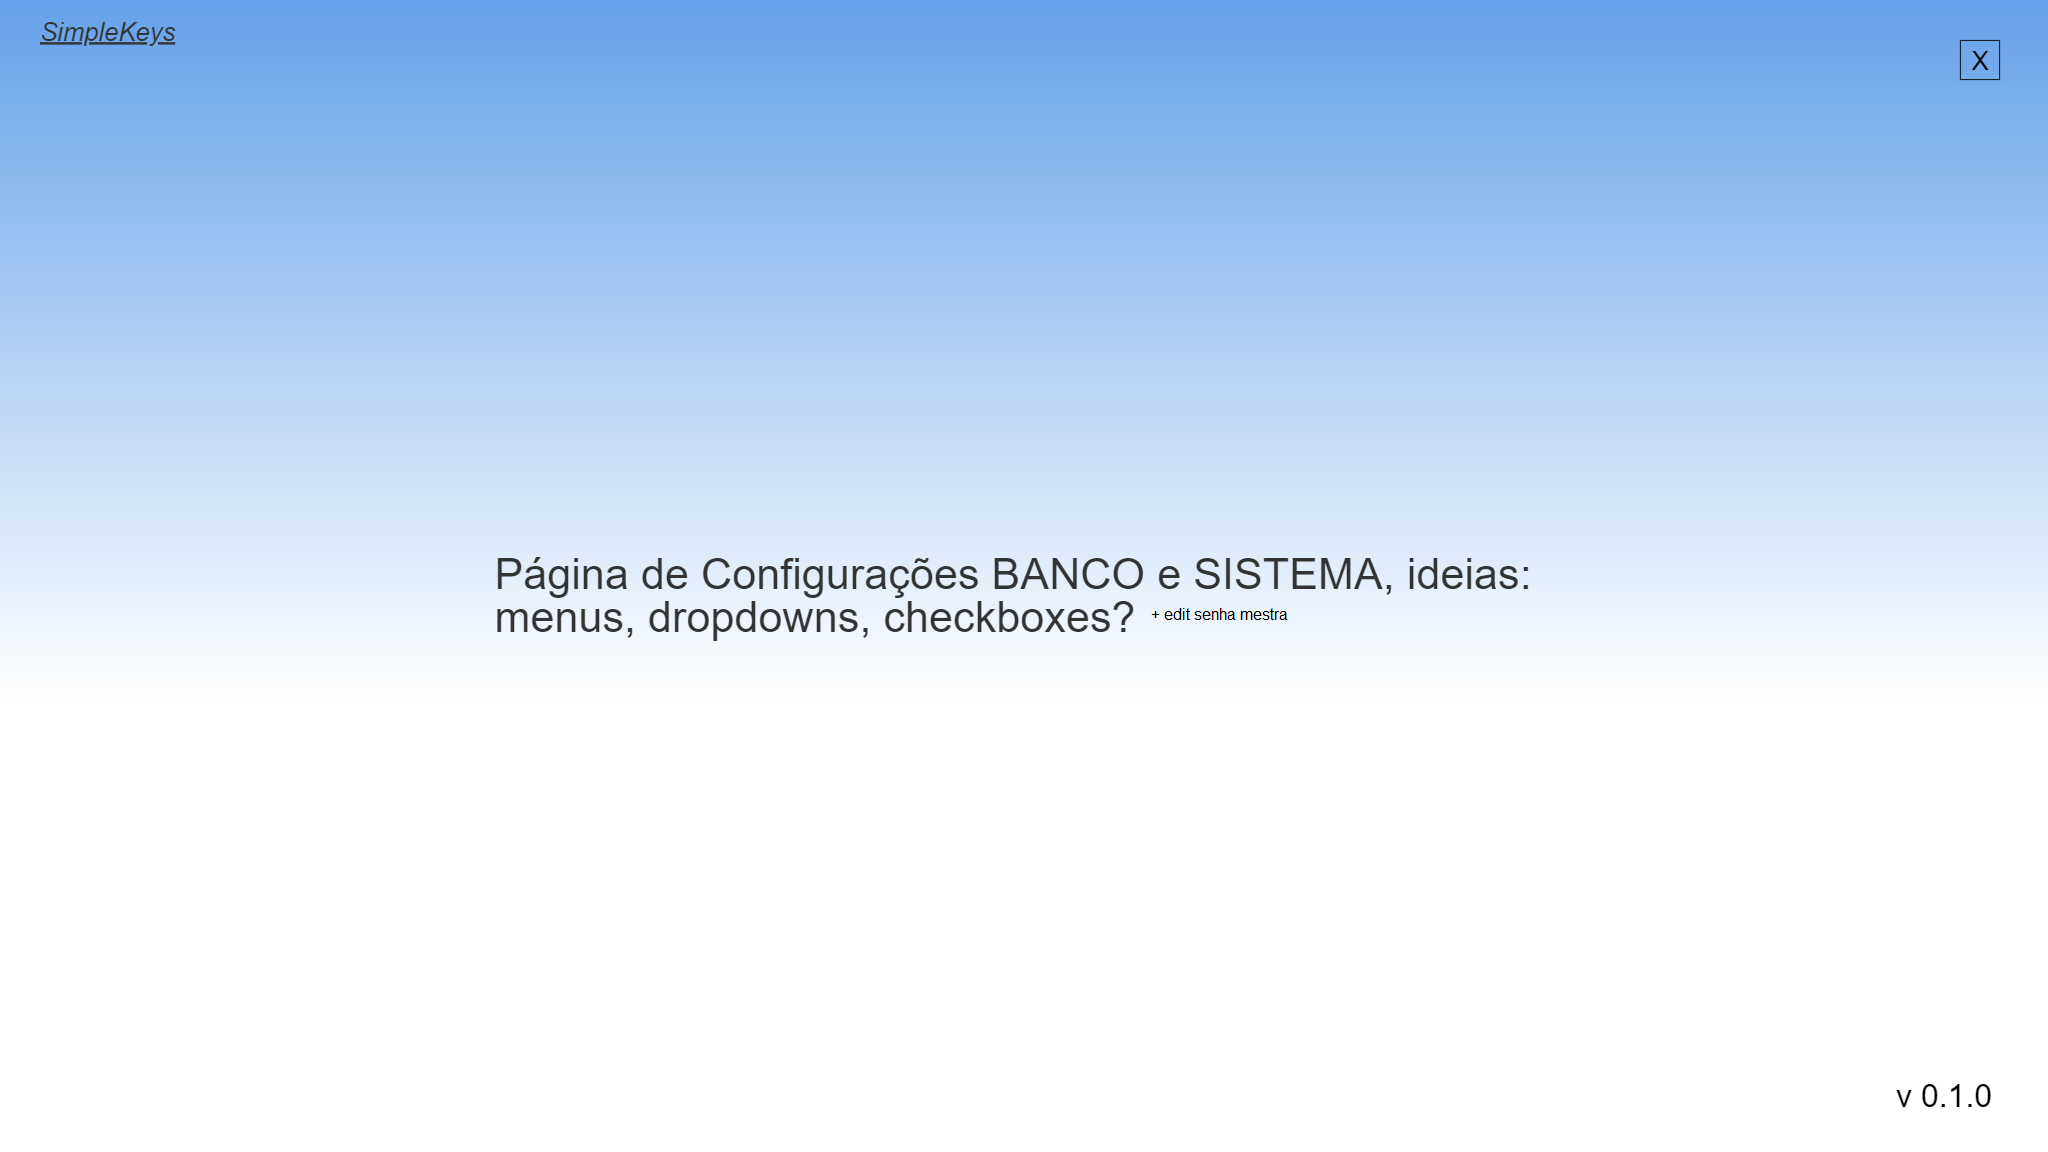 SimpleKeys
X
Página de Configurações BANCO e SISTEMA, ideias:
menus, dropdowns, checkboxes? + edit senha mestra
v 0.1.0